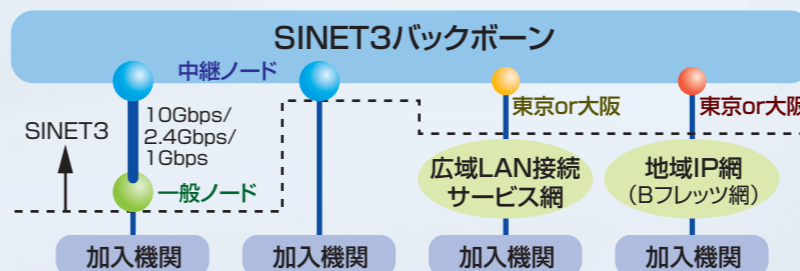 SINET3バックボーン
中継ノード
東京or大阪
東京or大阪
10Gbps/
2.4Gbps/
1Gbps
SINET3
一般ノード
広域LAN接続
サービス網
地域IP網
（Bフレッツ網）
加入機関
加入機関
加入機関
加入機関